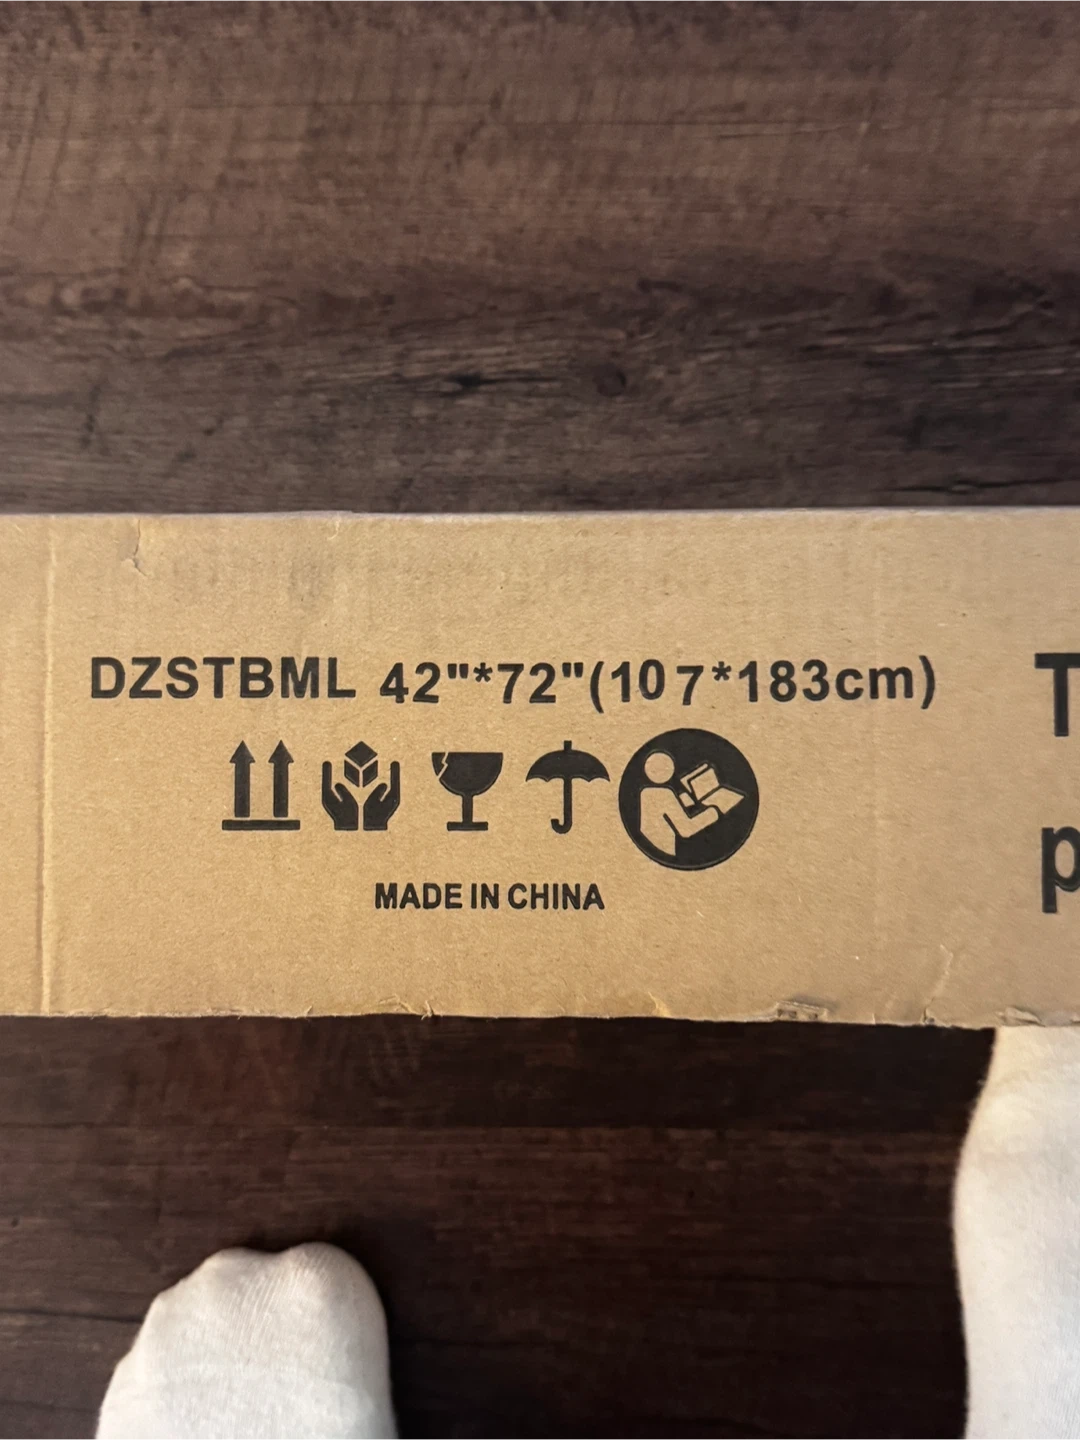 DZSTBML 42"*72"(107*183cm)
MADE IN CHINA